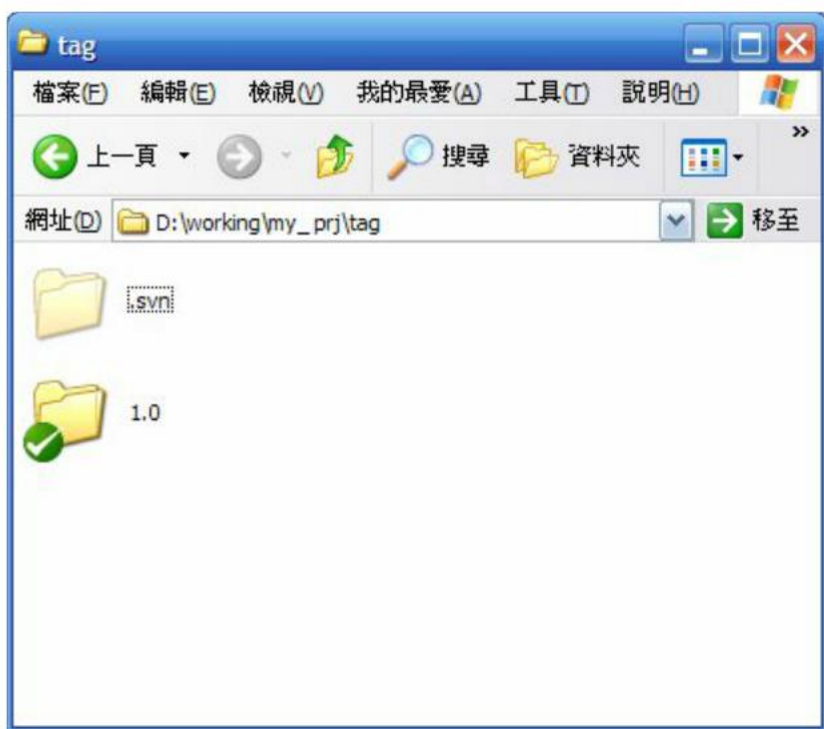 tag
檔案(F) 編輯(E) 檢視(V) 我的最愛(A) 工具(T) 說明(H)
上一頁 搜尋 資料夾 »
網址(D) D:\working\my_prj\tag 移至
.svn
1.0